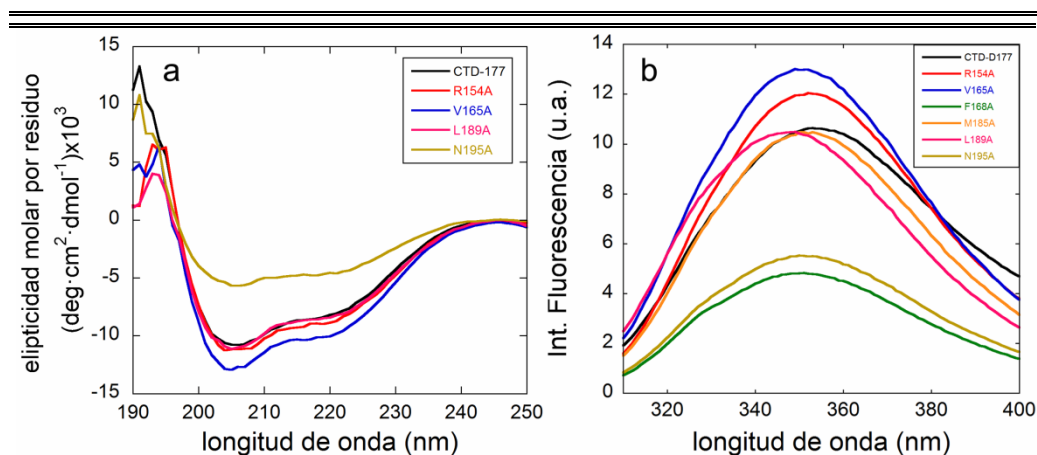 a
CTD-177
R154A
V165A
L189A
N195A
15
10
5
0
-5
-10
-15
190 200 210 220 230 240 250
longitud de onda (nm)
elipticidad molar por residuo
(deg·cm²·dmol⁻¹)x10³
b
CTD-D177
R154A
V165A
F168A
M185A
L189A
N195A
14
12
10
8
6
4
2
0
320 340 360 380 400
longitud de onda (nm)
Int. Fluorescencia (u.a.)